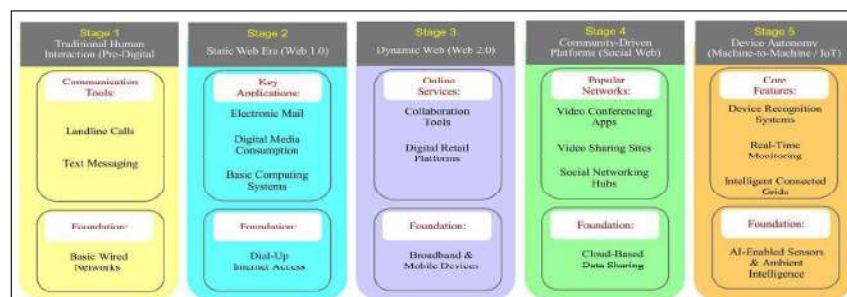 Stage 1
Traditional Human
Interaction (Pre-Digital
Communication
Tools:
Landline Calls
Text Messaging
Foundation:
Basic Wired
Networks
Stage 2
Static Web Era (Web 1.0)
Key
Applications:
Electronic Mail
Digital Media
Consumption
Basic Computing
Systems
Foundation:
Dial-Up
Internet Access
Stage 3
Dynamic Web (Web 2.0)
Online
Services:
Collaboration
Tools
Digital Retail
Platforms
Foundation:
Broadband
& Mobile Devices
Stage 4
Community-Driven
Platforms (Social Web)
Popular
Networks:
Video Conferencing
Apps
Video Sharing Sites
Social Networking
Hubs
Foundation:
Cloud-Based
Data Sharing
Stage 5
Device Autonomy
(Machine-to-Machine / IoT)
Core
Features:
Device Recognition
Systems
Real-Time
Monitoring
Intelligent Connected
Grids
Foundation:
AI-Enabled Sensors
& Ambient
Intelligence